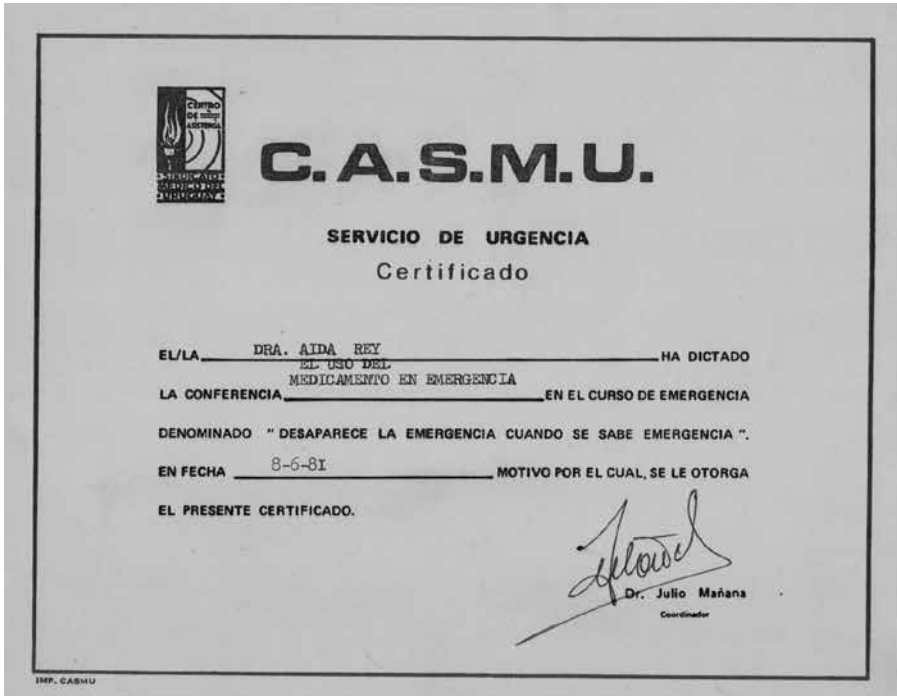 CENTRO
DE
ASISTENCIA
SINDICATO
MEDICO DEL
URUGUAY
C.A.S.M.U.
SERVICIO DE URGENCIA
Certificado
EL/LA DRA. AIDA REY HA DICTADO
EL USO DEL
MEDICAMENTO EN EMERGENCIA
LA CONFERENCIA EN EL CURSO DE EMERGENCIA
DENOMINADO " DESAPARECE LA EMERGENCIA CUANDO SE SABE EMERGENCIA ".
EN FECHA 8-6-8I MOTIVO POR EL CUAL, SE LE OTORGA
EL PRESENTE CERTIFICADO.
Dr. Julio Mañana
Coordinador
IMP. CASMU